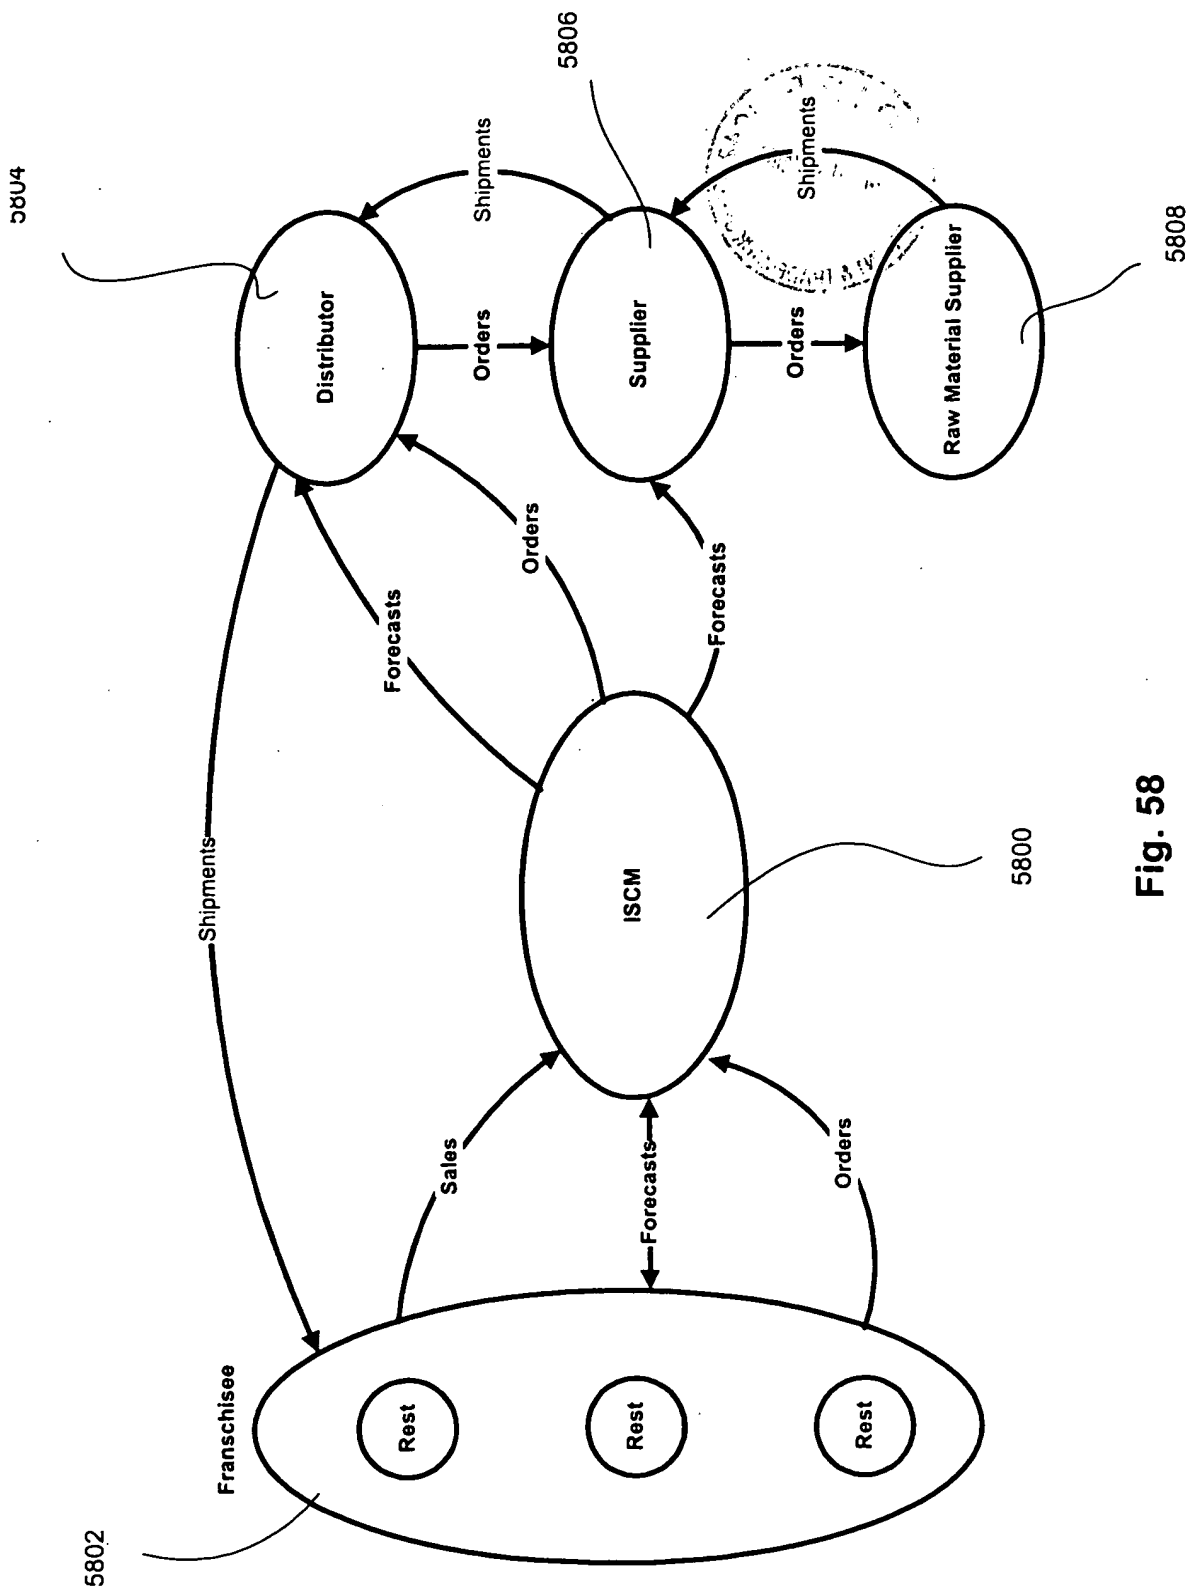 5804
Shipments
Distributor
Shipments
5806
Forecasts
Orders
Orders
Supplier
Shipments
Forecasts
Orders
Raw Material Supplier
5808
ISCM
5800
Sales
Forecasts
Orders
Franschisee
Rest
Rest
Rest
5802
Fig. 58